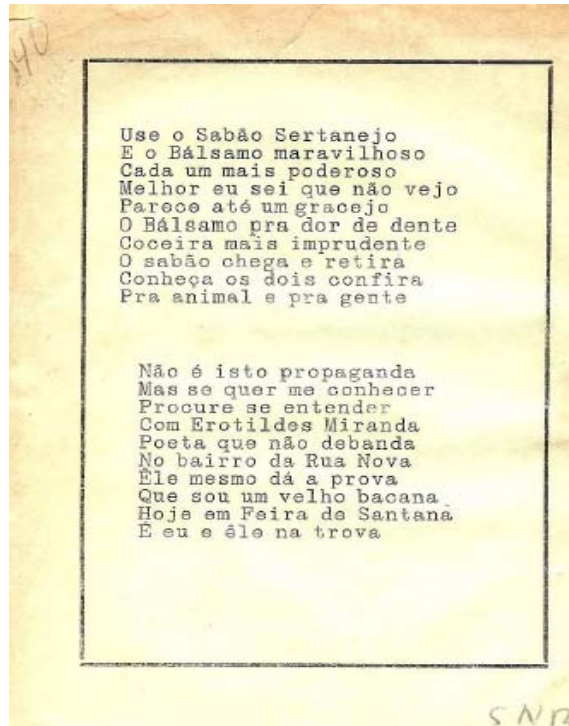 340
Use o Sabão Sertanejo
E o Bálsamo maravilhoso
Cada um mais poderoso
Melhor eu sei que não vejo
Parece até um gracejo
O Bálsamo pra dor de dente
Coceira mais imprudente
O sabão chega e retira
Conheça os dois confira
Pra animal e pra gente
Não é isto propaganda
Mas se quer me conhecer
Procure se entender
Com Erotildes Miranda
Poeta que não debanda
No bairro da Rua Nova
Êle mesmo dá a prova
Que sou um velho bacana
Hoje em Feira de Santana
É eu e êle na trova